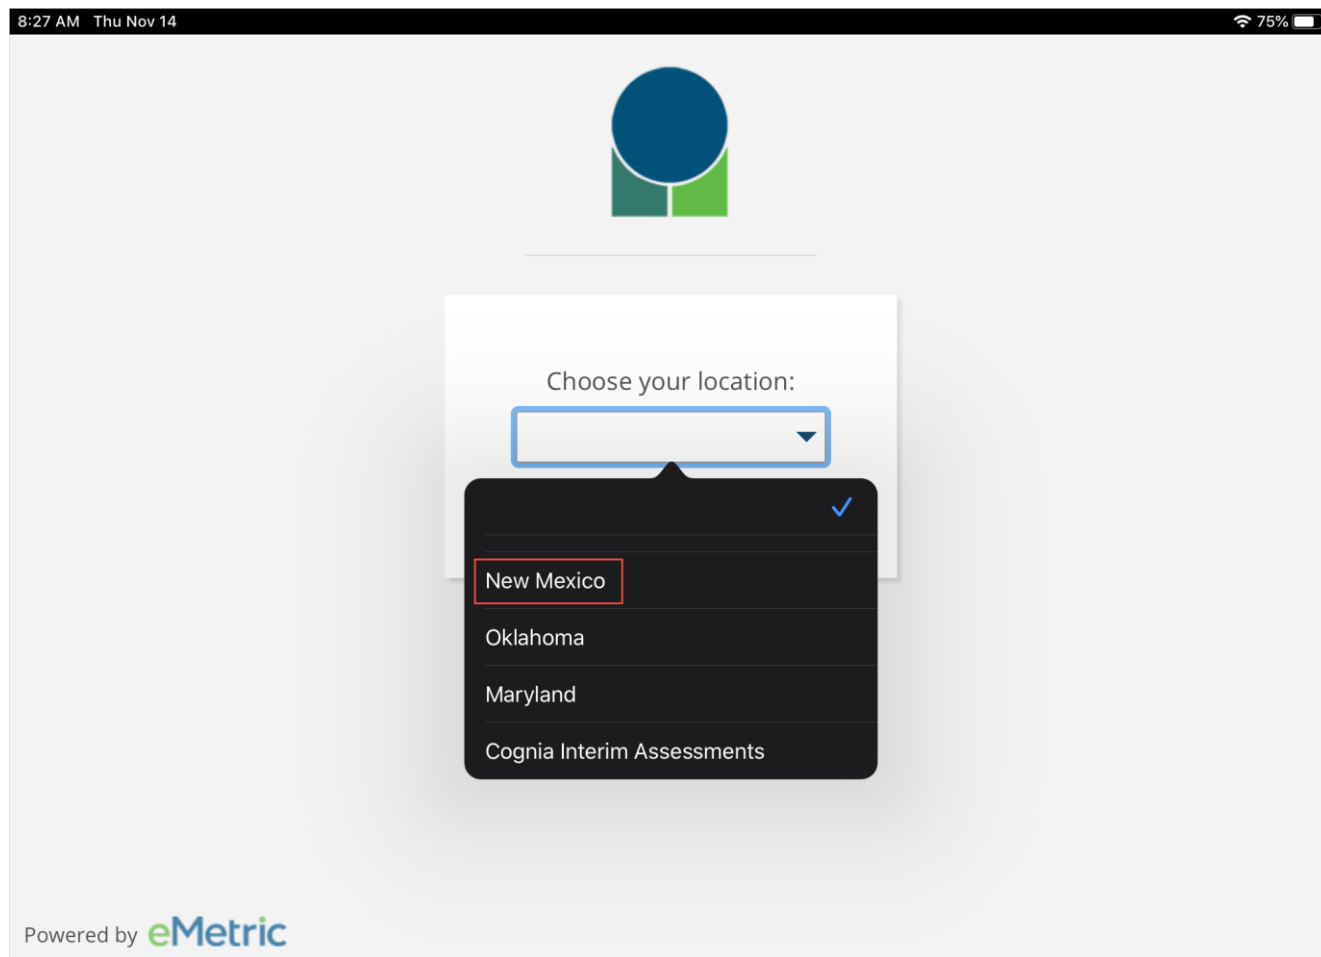 8:27 AM Thu Nov 14 75%
Choose your location:
New Mexico
Oklahoma
Maryland
Cognia Interim Assessments
Powered by eMetric